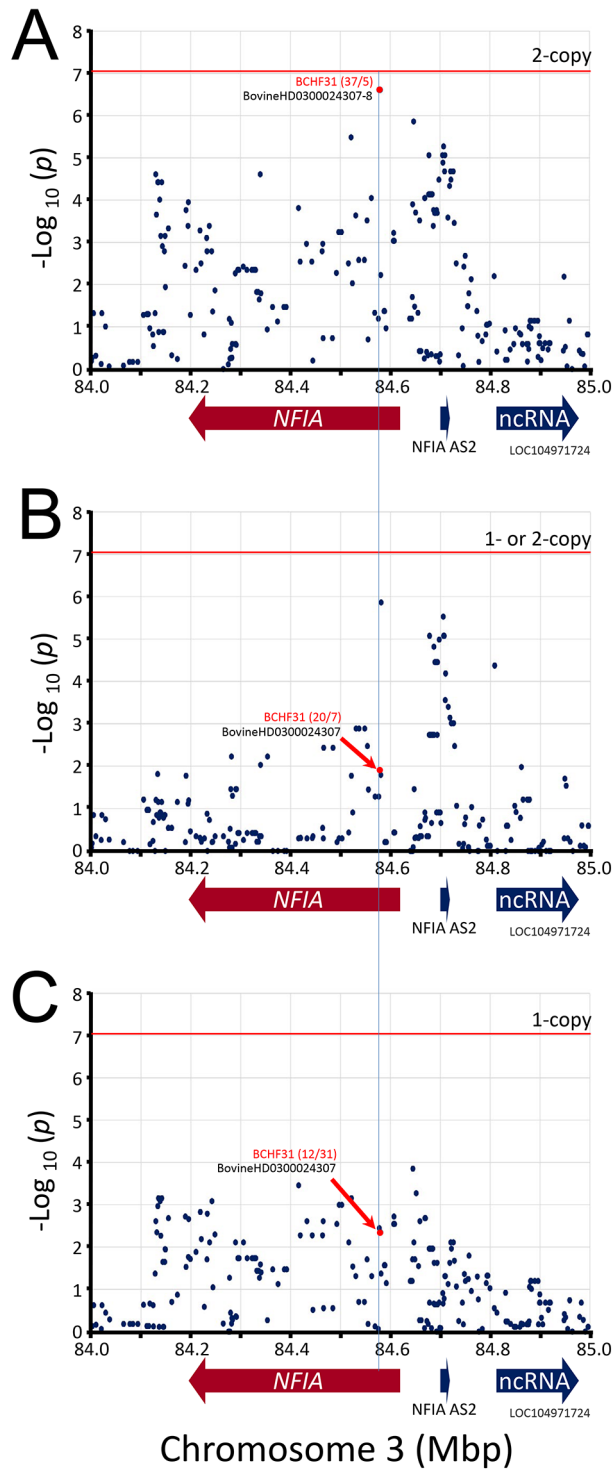 A
8
2-copy
7
BCHF31 (37/5)
BovineHD0300024307-8
6
5
4
3
2
1
0
-Log 10 (p)
84.0 84.2 84.4 84.6 84.8 85.0
NFIA
ncRNA
NFIA AS2
LOC104971724
B
8
1- or 2-copy
7
6
5
4
3
2
1
0
-Log 10 (p)
BCHF31 (20/7)
BovineHD0300024307
84.0 84.2 84.4 84.6 84.8 85.0
NFIA
ncRNA
NFIA AS2
LOC104971724
C
8
1-copy
7
6
5
4
3
2
1
0
-Log 10 (p)
BCHF31 (12/31)
BovineHD0300024307
84.0 84.2 84.4 84.6 84.8 85.0
NFIA
ncRNA
NFIA AS2
LOC104971724
Chromosome 3 (Mbp)